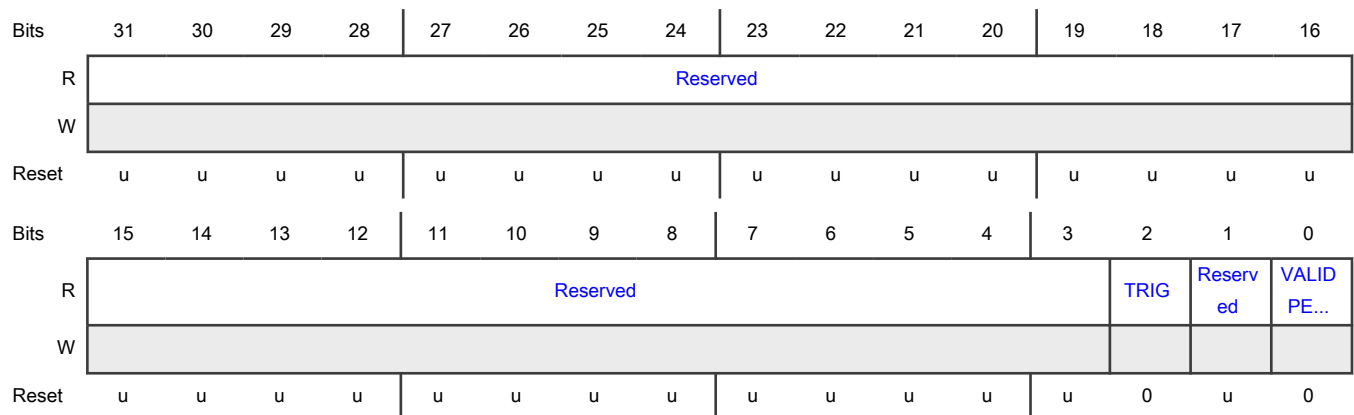 Bits 31 30 29 28 27 26 25 24 23 22 21 20 19 18 17 16
R Reserved
W
Reset u u u u u u u u u u u u u u u u
Bits 15 14 13 12 11 10 9 8 7 6 5 4 3 2 1 0
R Reserved TRIG Reserv VALID
ed PE...
W
Reset u u u u u u u u u u u u u 0 u 0